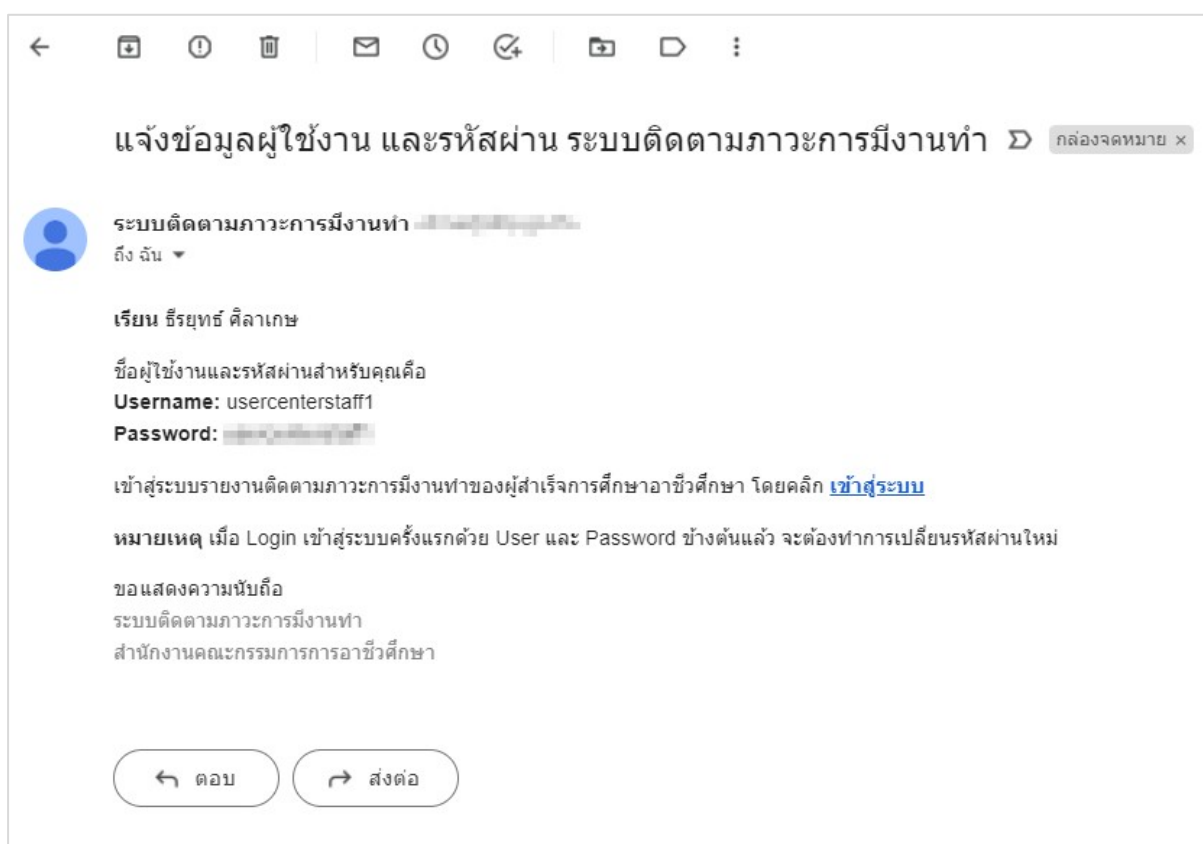 แจ้งข้อมูลผู้ใช้งาน และรหัสผ่าน ระบบติดตามภาวะการมีงานทำ กล่องจดหมาย ×
ระบบติดตามภาวะการมีงานทำ
ถึง ฉัน
เรียน ธีรยุทธ์ ศิลาเกษ
ชื่อผู้ใช้งานและรหัสผ่านสำหรับคุณคือ
Username: usercenterstaff1
Password:
เข้าสู่ระบบรายงานติดตามภาวะการมีงานทำของผู้สำเร็จการศึกษาอาชีวศึกษา โดยคลิก เข้าสู่ระบบ
หมายเหตุ เมื่อ Login เข้าสู่ระบบครั้งแรกด้วย User และ Password ข้างต้นแล้ว จะต้องทำการเปลี่ยนรหัสผ่านใหม่
ขอแสดงความนับถือ
ระบบติดตามภาวะการมีงานทำ
สำนักงานคณะกรรมการการอาชีวศึกษา
ตอบ ส่งต่อ